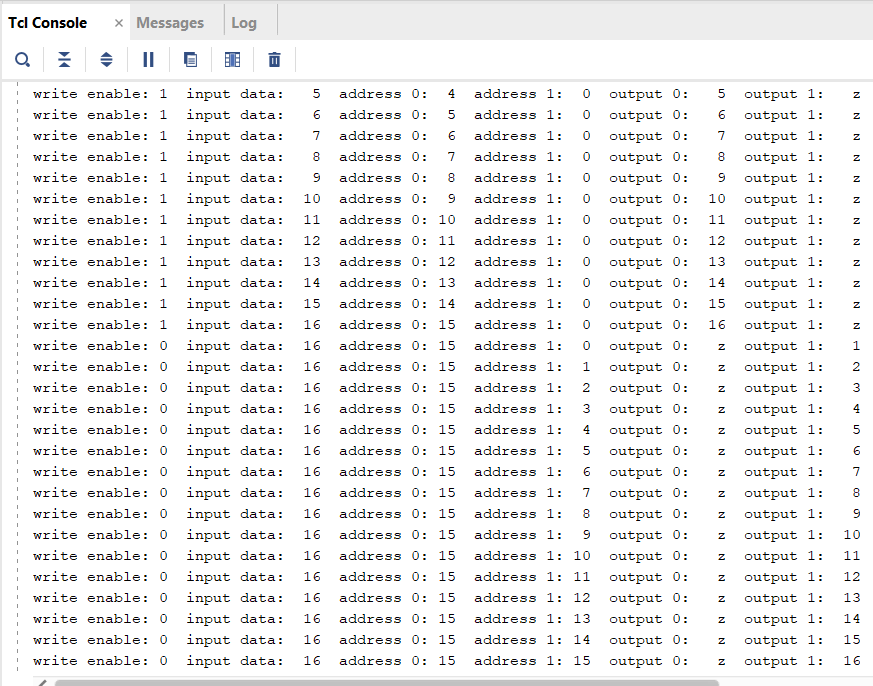 Tcl Console × Messages Log
write enable: 1 input data: 5 address 0: 4 address 1: 0 output 0: 5 output 1: z
write enable: 1 input data: 6 address 0: 5 address 1: 0 output 0: 6 output 1: z
write enable: 1 input data: 7 address 0: 6 address 1: 0 output 0: 7 output 1: z
write enable: 1 input data: 8 address 0: 7 address 1: 0 output 0: 8 output 1: z
write enable: 1 input data: 9 address 0: 8 address 1: 0 output 0: 9 output 1: z
write enable: 1 input data: 10 address 0: 9 address 1: 0 output 0: 10 output 1: z
write enable: 1 input data: 11 address 0: 10 address 1: 0 output 0: 11 output 1: z
write enable: 1 input data: 12 address 0: 11 address 1: 0 output 0: 12 output 1: z
write enable: 1 input data: 13 address 0: 12 address 1: 0 output 0: 13 output 1: z
write enable: 1 input data: 14 address 0: 13 address 1: 0 output 0: 14 output 1: z
write enable: 1 input data: 15 address 0: 14 address 1: 0 output 0: 15 output 1: z
write enable: 1 input data: 16 address 0: 15 address 1: 0 output 0: 16 output 1: z
write enable: 0 input data: 16 address 0: 15 address 1: 0 output 0: z output 1: 1
write enable: 0 input data: 16 address 0: 15 address 1: 1 output 0: z output 1: 2
write enable: 0 input data: 16 address 0: 15 address 1: 2 output 0: z output 1: 3
write enable: 0 input data: 16 address 0: 15 address 1: 3 output 0: z output 1: 4
write enable: 0 input data: 16 address 0: 15 address 1: 4 output 0: z output 1: 5
write enable: 0 input data: 16 address 0: 15 address 1: 5 output 0: z output 1: 6
write enable: 0 input data: 16 address 0: 15 address 1: 6 output 0: z output 1: 7
write enable: 0 input data: 16 address 0: 15 address 1: 7 output 0: z output 1: 8
write enable: 0 input data: 16 address 0: 15 address 1: 8 output 0: z output 1: 9
write enable: 0 input data: 16 address 0: 15 address 1: 9 output 0: z output 1: 10
write enable: 0 input data: 16 address 0: 15 address 1: 10 output 0: z output 1: 11
write enable: 0 input data: 16 address 0: 15 address 1: 11 output 0: z output 1: 12
write enable: 0 input data: 16 address 0: 15 address 1: 12 output 0: z output 1: 13
write enable: 0 input data: 16 address 0: 15 address 1: 13 output 0: z output 1: 14
write enable: 0 input data: 16 address 0: 15 address 1: 14 output 0: z output 1: 15
write enable: 0 input data: 16 address 0: 15 address 1: 15 output 0: z output 1: 16